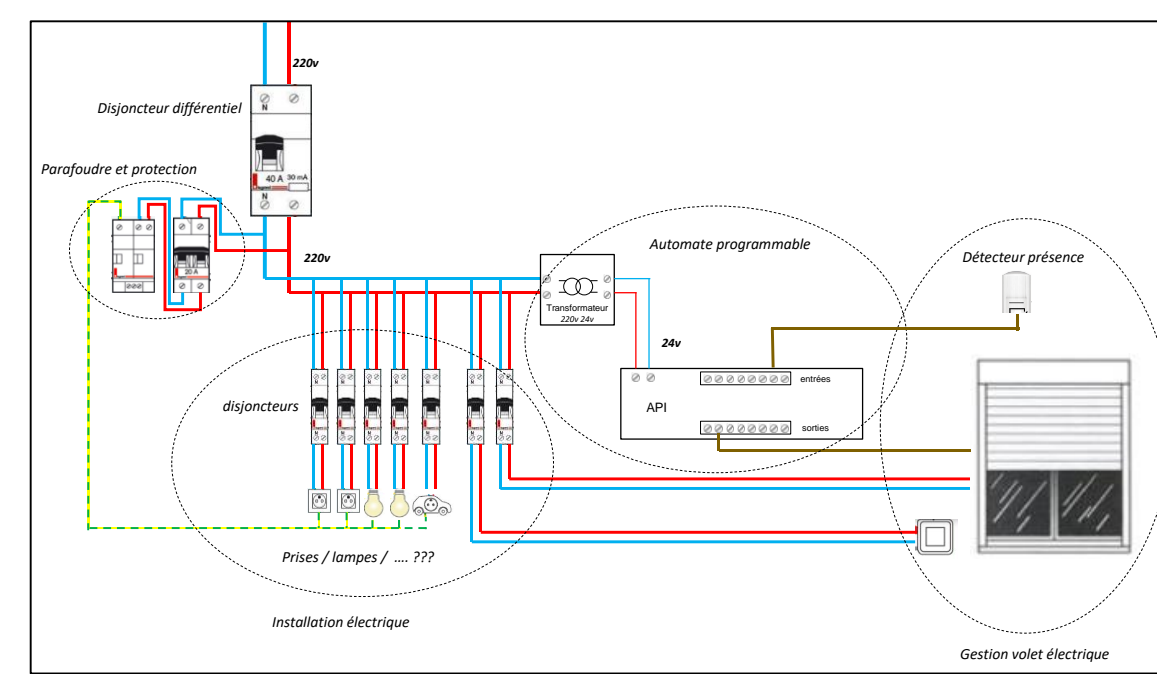 220v
Disjoncteur différentiel
N
40 A 30 mA
N
Parafoudre et protection
20 A
220v
Automate programmable
Détecteur présence
Transformateur
220v 24v
24v
entrées
API
sorties
disjoncteurs
N N N N N N N
N N N N N N N
Prises / lampes / .... ???
Installation électrique
Gestion volet électrique